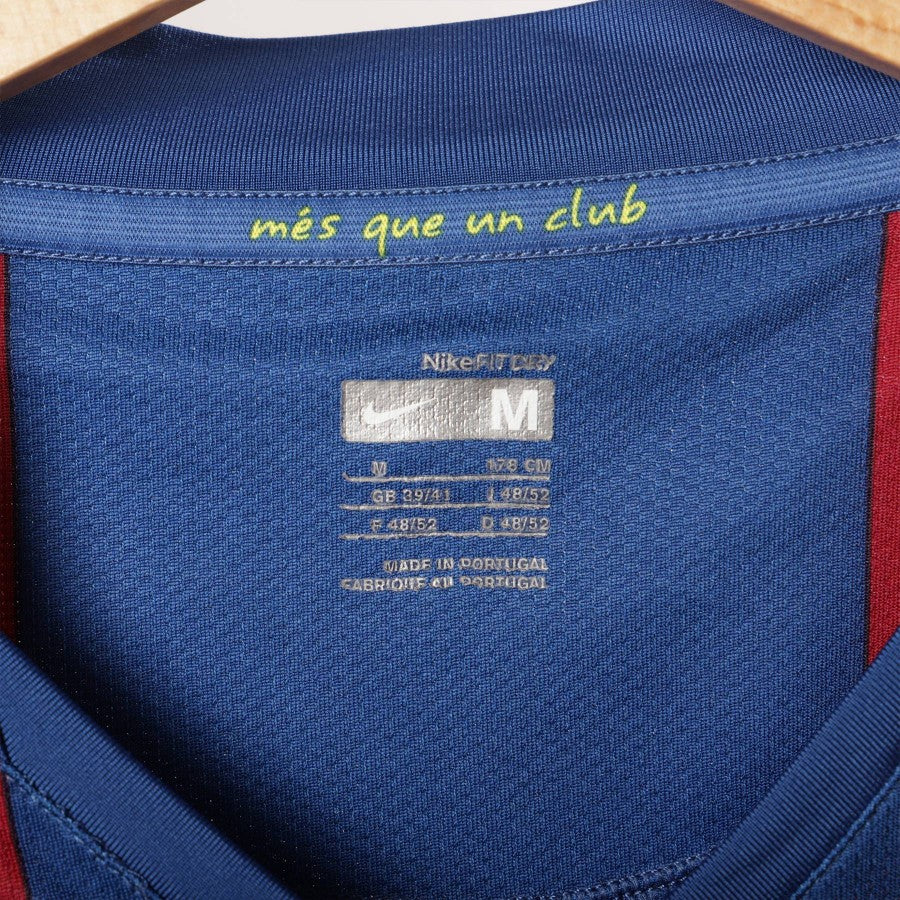 més que un club
NikeFIT DRY
M
M 178 CM
GB 39/41 I 48/52
F 48/52 D 48/52
MADE IN PORTUGAL
FABRIQUE AU PORTUGAL